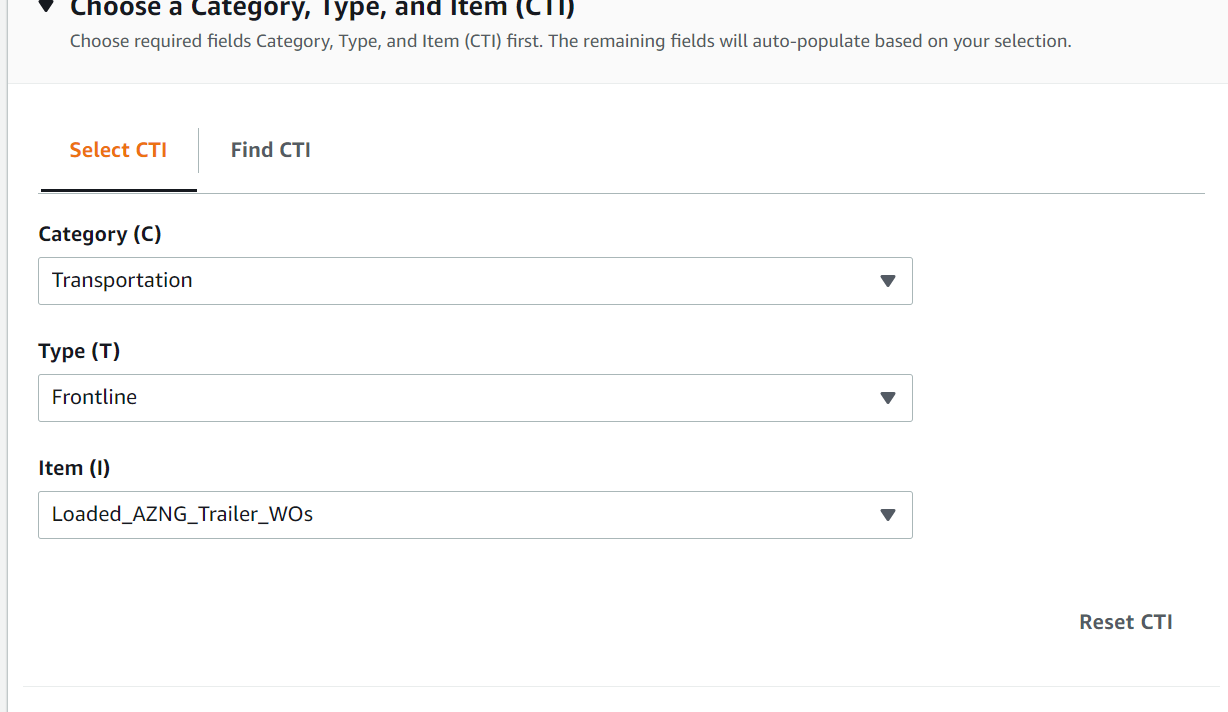 Choose a Category, Type, and Item (CTI)
Choose required fields Category, Type, and Item (CTI) first. The remaining fields will auto-populate based on your selection.
Select CTI
Find CTI
Category (C)
Transportation
Type (T)
Frontline
Item (I)
Loaded_AZNG_Trailer_WOs
Reset CTI